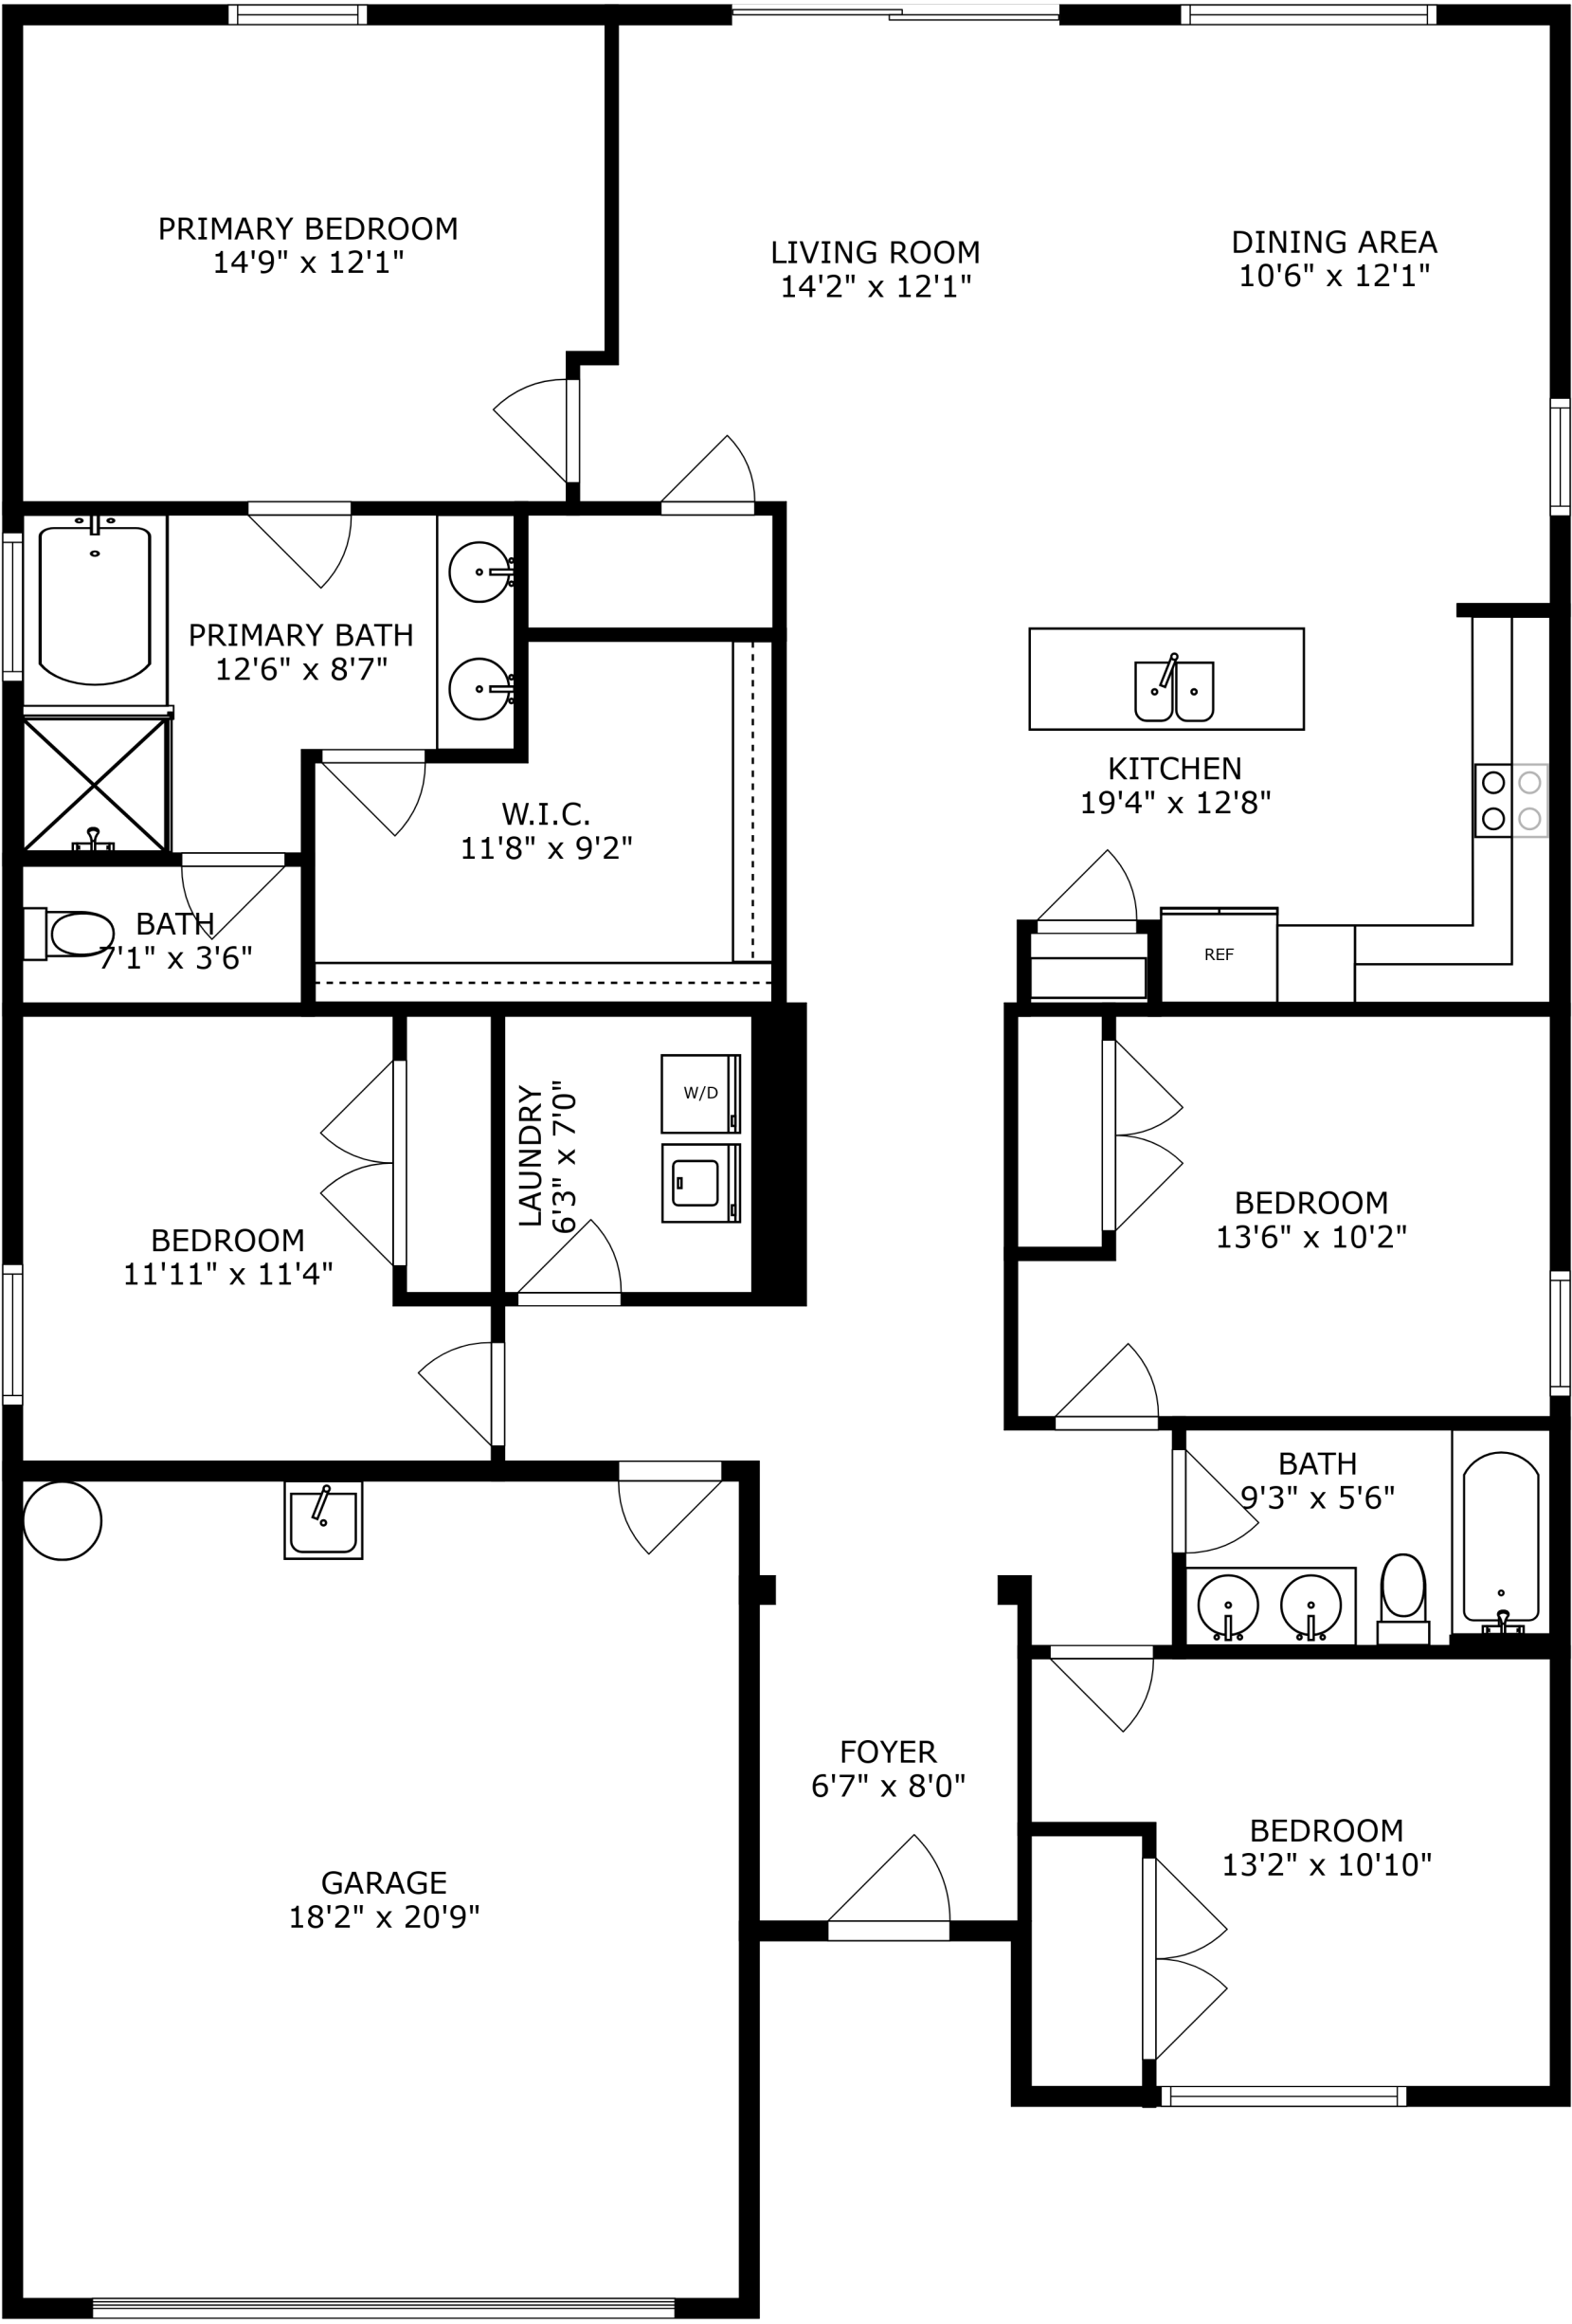 PRIMARY BEDROOM
14'9" x 12'1"
LIVING ROOM
14'2" x 12'1"
DINING AREA
10'6" x 12'1"
PRIMARY BATH
12'6" x 8'7"
W.I.C.
11'8" x 9'2"
KITCHEN
19'4" x 12'8"
BATH
7'1" x 3'6"
REF
LAUNDRY
6'3" x 7'0"
W/D
BEDROOM
11'11" x 11'4"
BEDROOM
13'6" x 10'2"
BATH
9'3" x 5'6"
FOYER
6'7" x 8'0"
BEDROOM
13'2" x 10'10"
GARAGE
18'2" x 20'9"